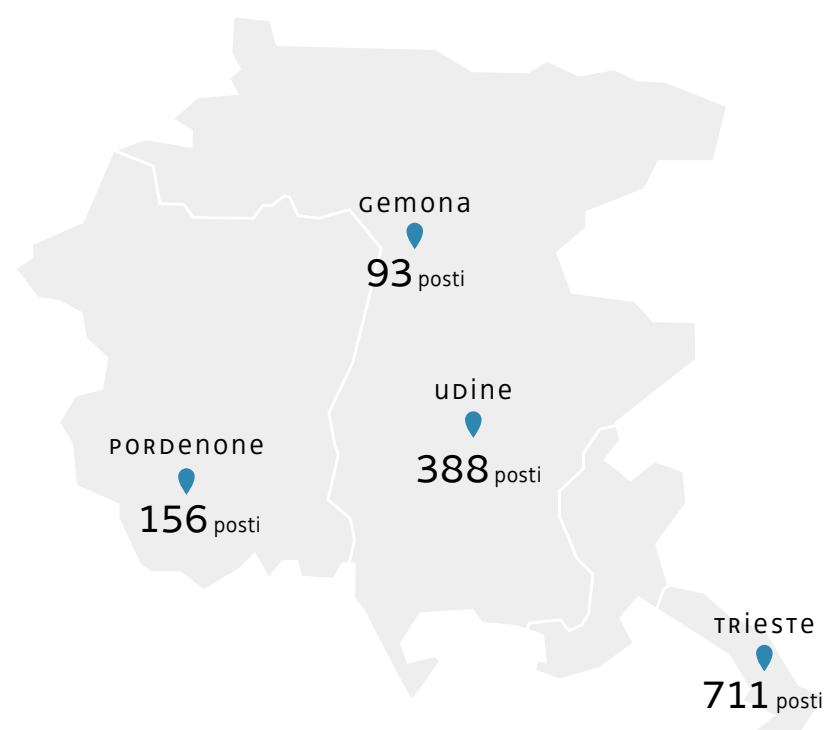 Gemona
93 posti
UDine
388 posti
PORDenone
156 posti
TRiesTe
711 posti